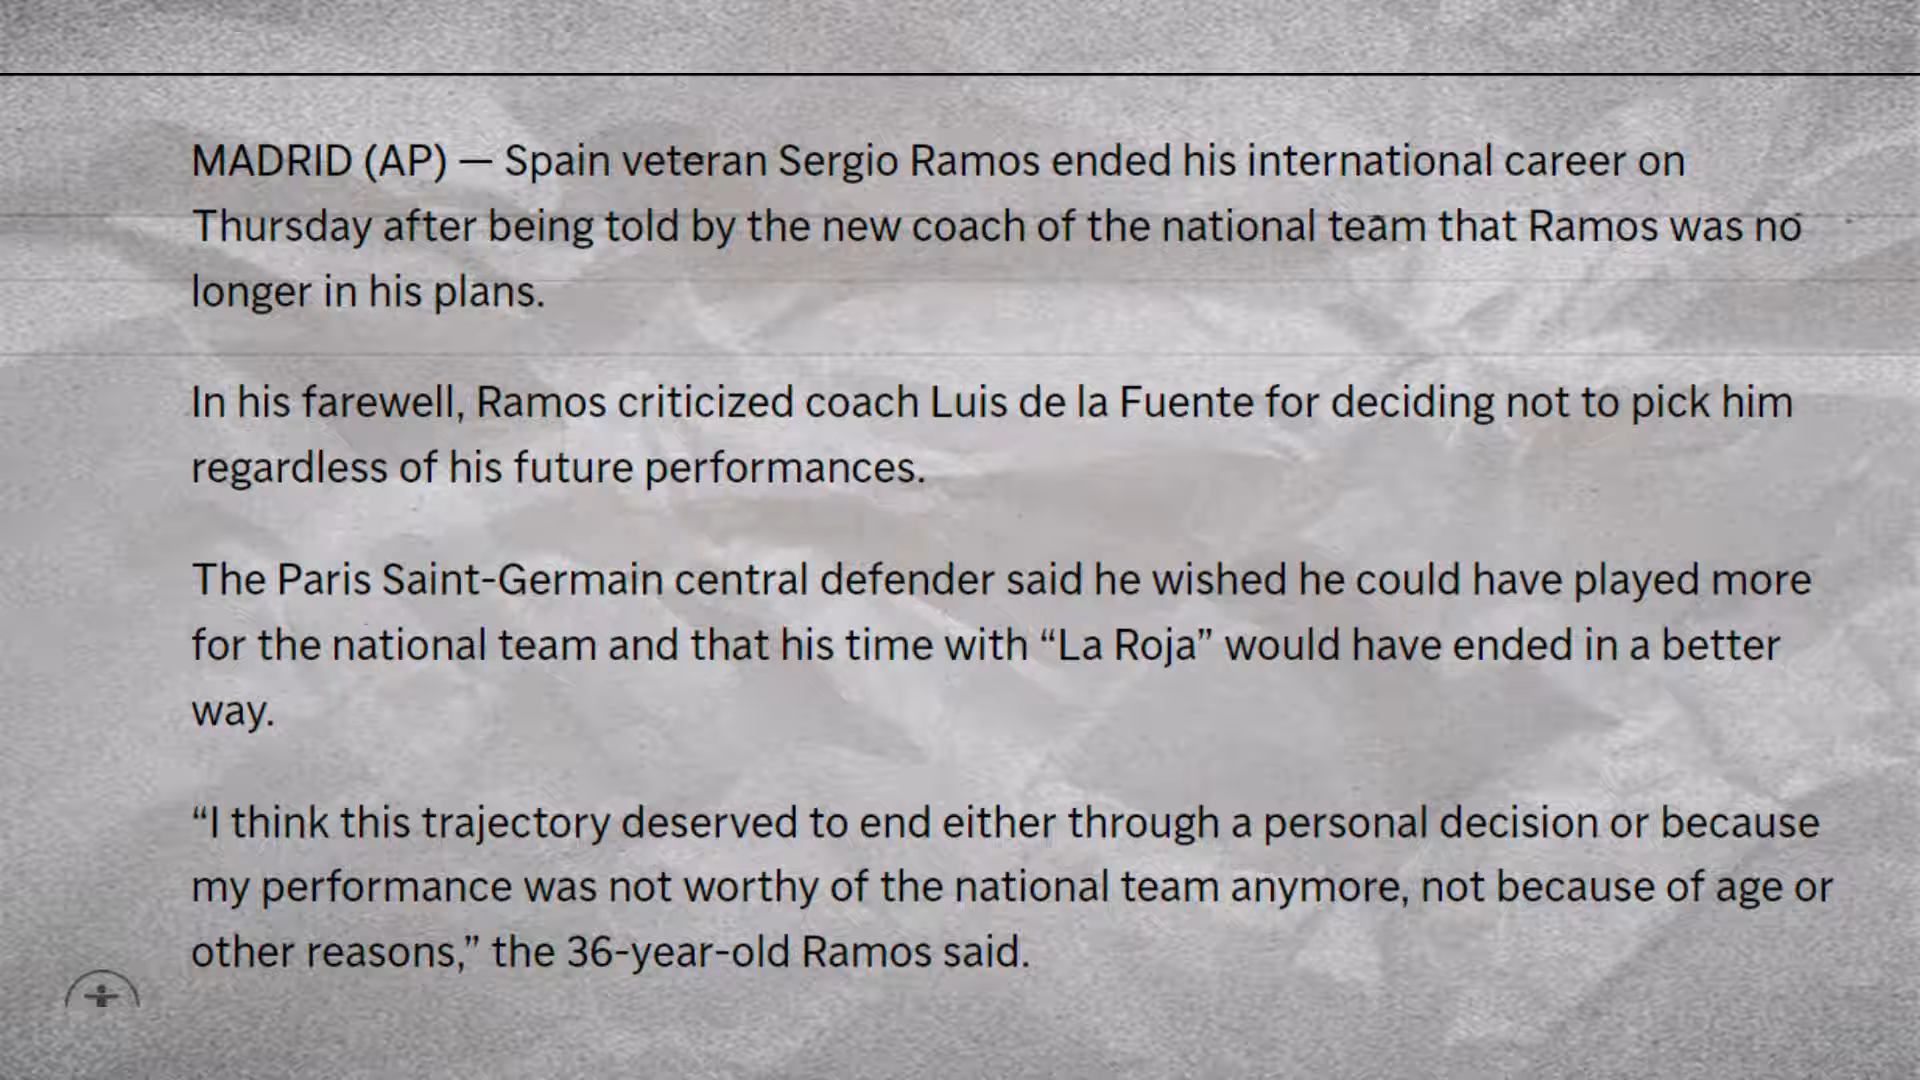 MADRID (AP) — Spain veteran Sergio Ramos ended his international career on
Thursday after being told by the new coach of the national team that Ramos was no
longer in his plans.
In his farewell, Ramos criticized coach Luis de la Fuente for deciding not to pick him
regardless of his future performances.
The Paris Saint-Germain central defender said he wished he could have played more
for the national team and that his time with “La Roja” would have ended in a better
way.
“I think this trajectory deserved to end either through a personal decision or because
my performance was not worthy of the national team anymore, not because of age or
other reasons,” the 36-year-old Ramos said.